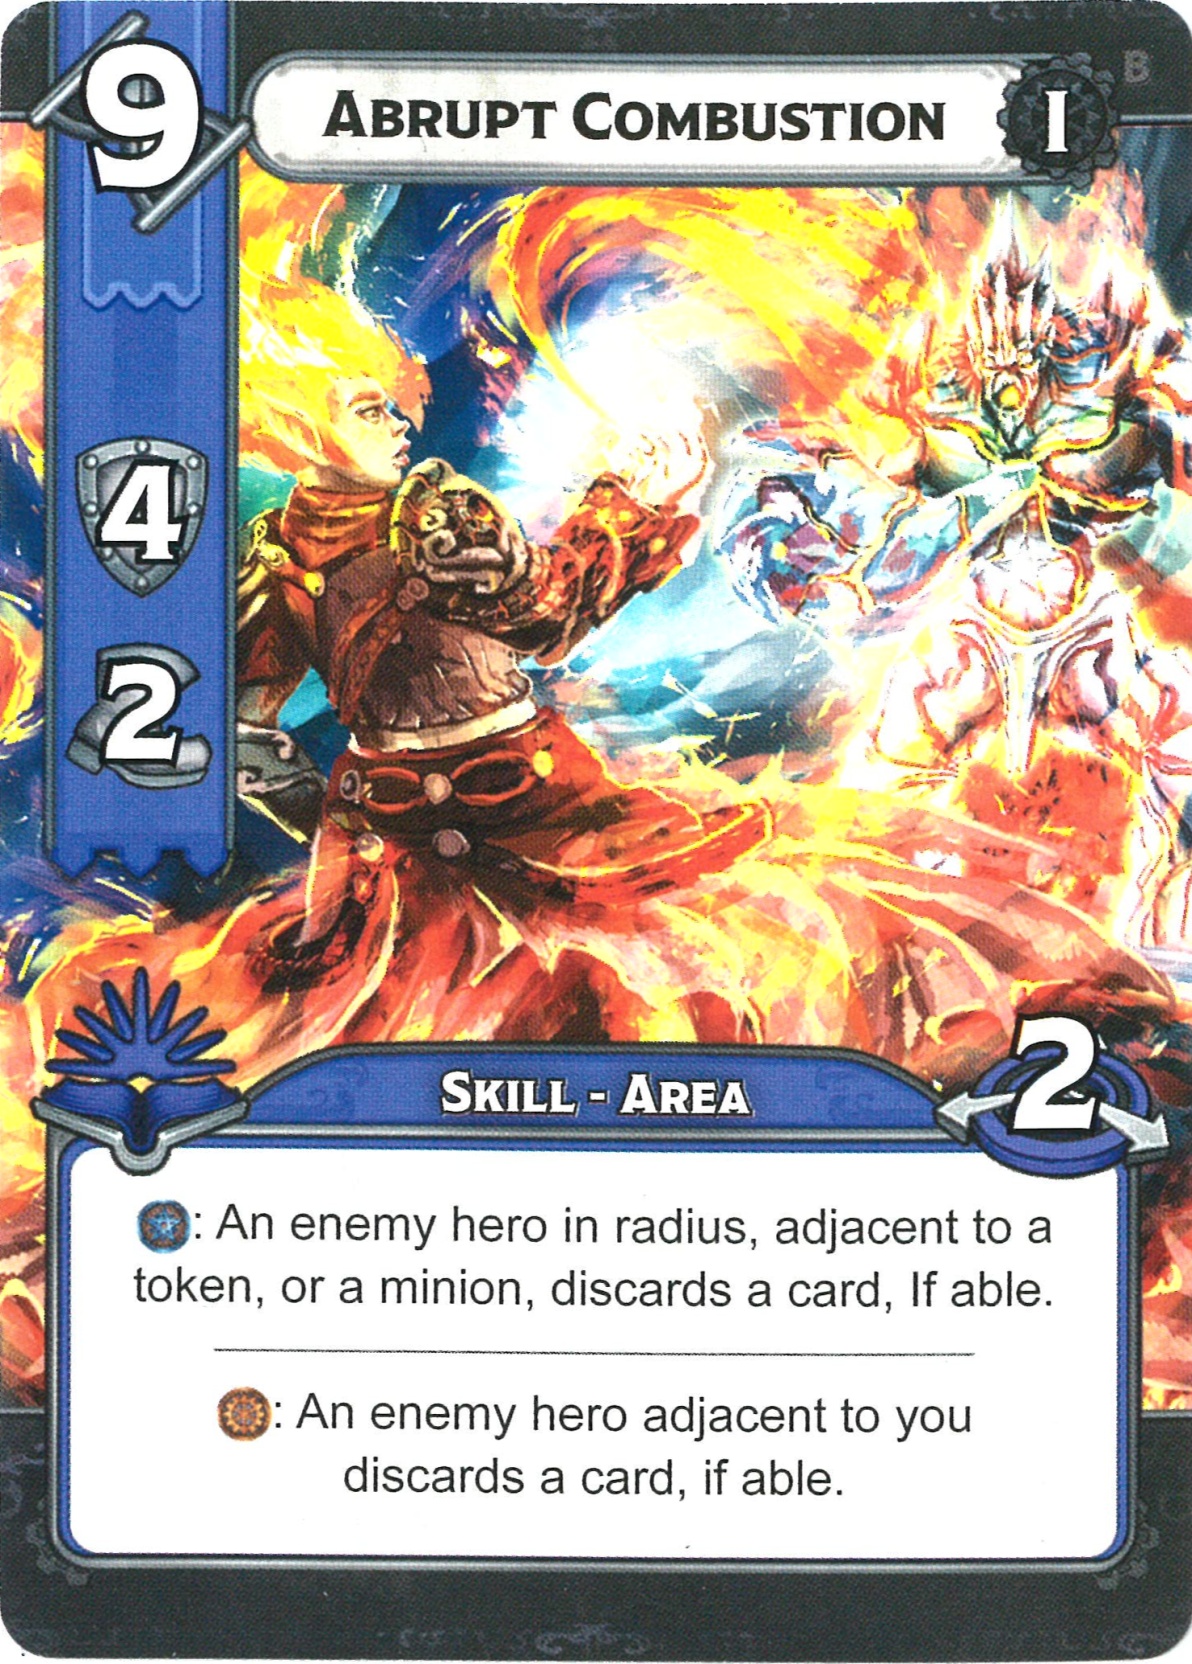 9
ABRUPT COMBUSTION
I
B
4
2
SKILL - AREA
2
: An enemy hero in radius, adjacent to a
token, or a minion, discards a card, If able.
: An enemy hero adjacent to you
discards a card, if able.